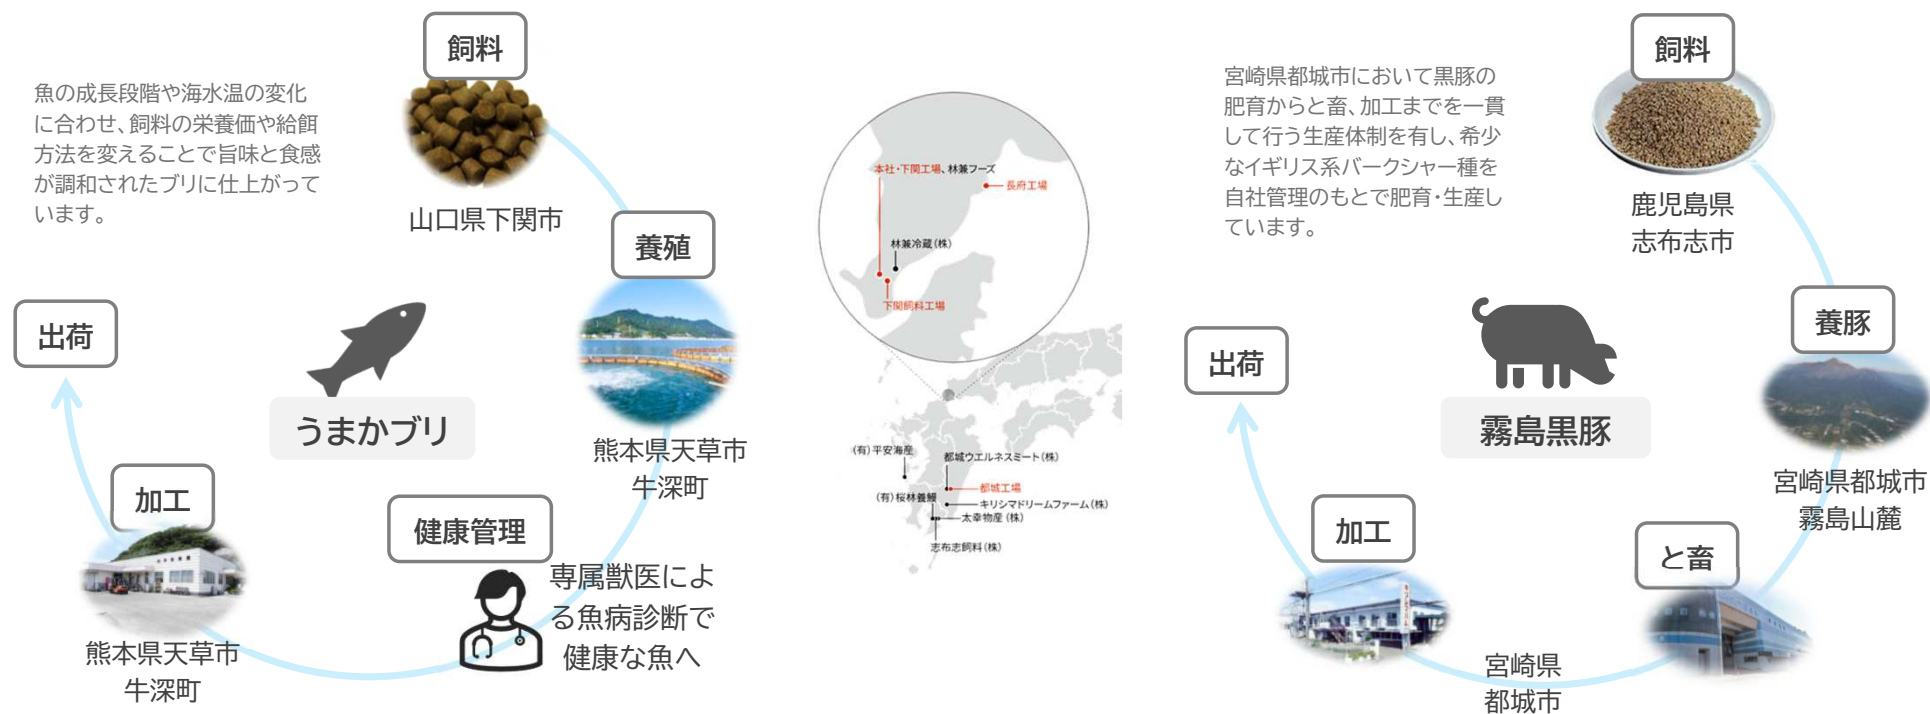 飼料
魚の成長段階や海水温の変化
に合わせ、飼料の栄養価や給餌
方法を変えることで旨味と食感
が調和されたブリに仕上がって
います。
山口県下関市
養殖
熊本県天草市
牛深町
健康管理
専属獣医によ
る魚病診断で
健康な魚へ
加工
熊本県天草市
牛深町
出荷
うまかブリ
本社・下関工場、林兼フーズ
長府工場
林兼冷蔵(株)
下関飼料工場
(有)平安海産
都城ウエルネスミート(株)
都城工場
(有)桜林養鰻
キリシマドリームファーム(株)
太幸物産(株)
志布志飼料(株)
飼料
宮崎県都城市において黒豚の
肥育からと畜、加工までを一貫
して行う生産体制を有し、希少
なイギリス系バークシャー種を
自社管理のもとで肥育・生産し
ています。
鹿児島県
志布志市
養豚
宮崎県都城市
霧島山麓
と畜
加工
宮崎県
都城市
出荷
霧島黒豚